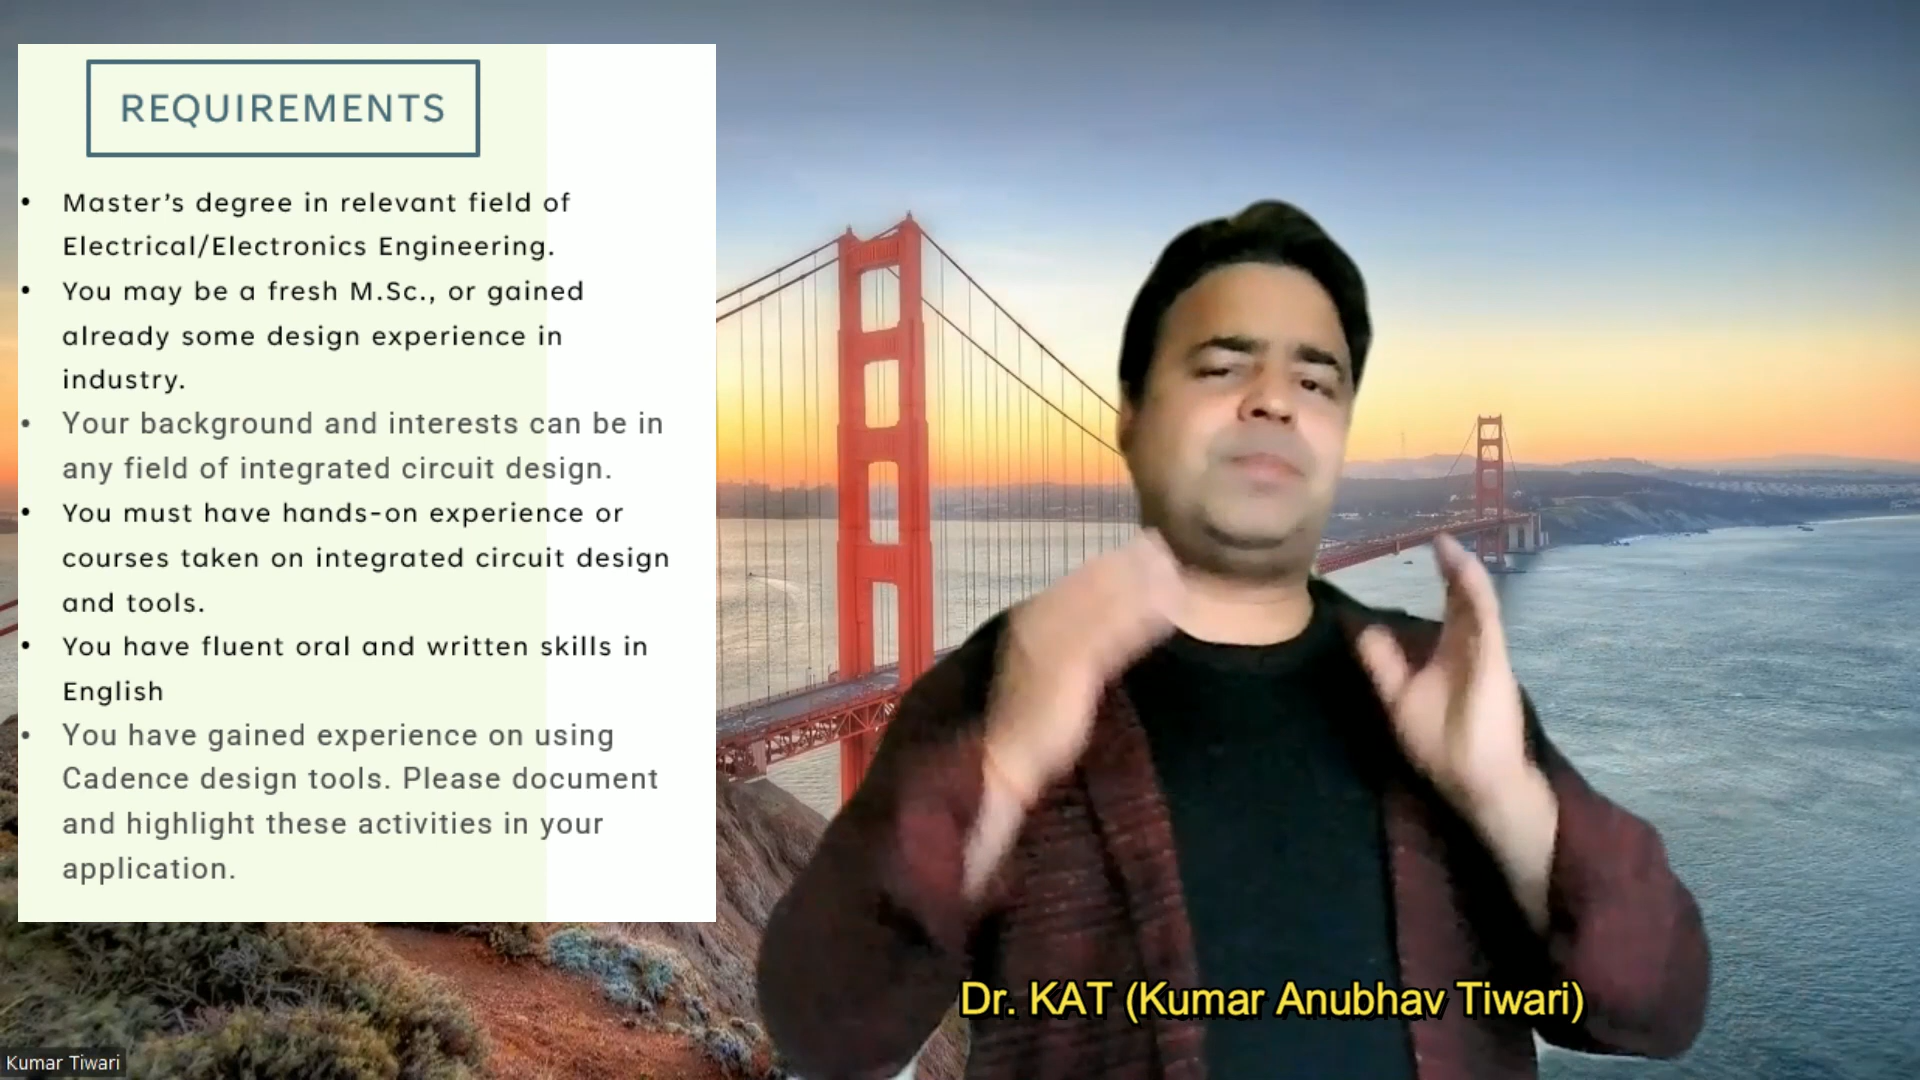 REQUIREMENTS
• Master's degree in relevant field of
Electrical/Electronics Engineering.
• You may be a fresh M.Sc., or gained
already some design experience in
industry.
• Your background and interests can be in
any field of integrated circuit design.
• You must have hands-on experience or
courses taken on integrated circuit design
and tools.
• You have fluent oral and written skills in
English
• You have gained experience on using
Cadence design tools. Please document
and highlight these activities in your
application.
Dr. KAT (Kumar Anubhav Tiwari)
Kumar Tiwari